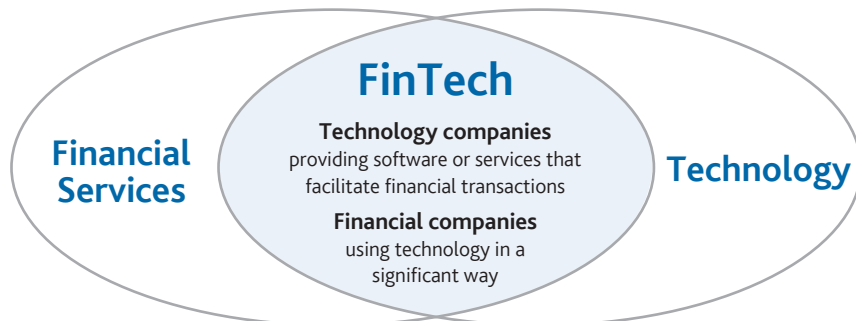 FinTech
Technology companies
providing software or services that
facilitate financial transactions
Financial companies
using technology in a
significant way
Financial
Services
Technology